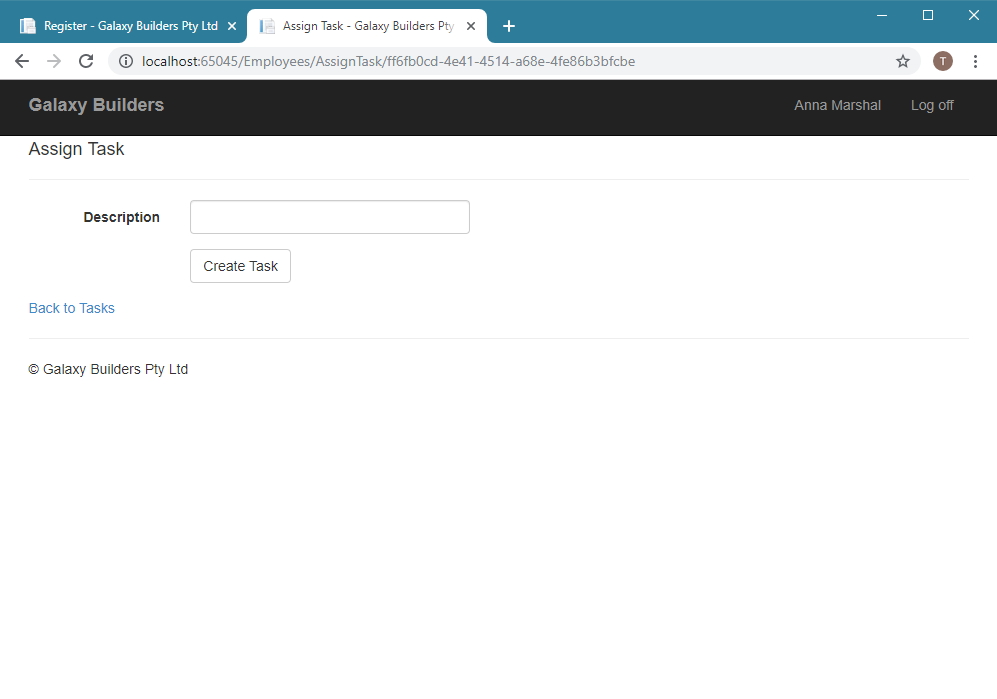 Register - Galaxy Builders Pty Ltd
Assign Task - Galaxy Builders Pty
localhost:65045/Employees/AssignTask/ff6fb0cd-4e41-4514-a68e-4fe86b3bfcbe
T
Galaxy Builders
Anna Marshal
Log off
Assign Task
Description
Create Task
Back to Tasks
© Galaxy Builders Pty Ltd